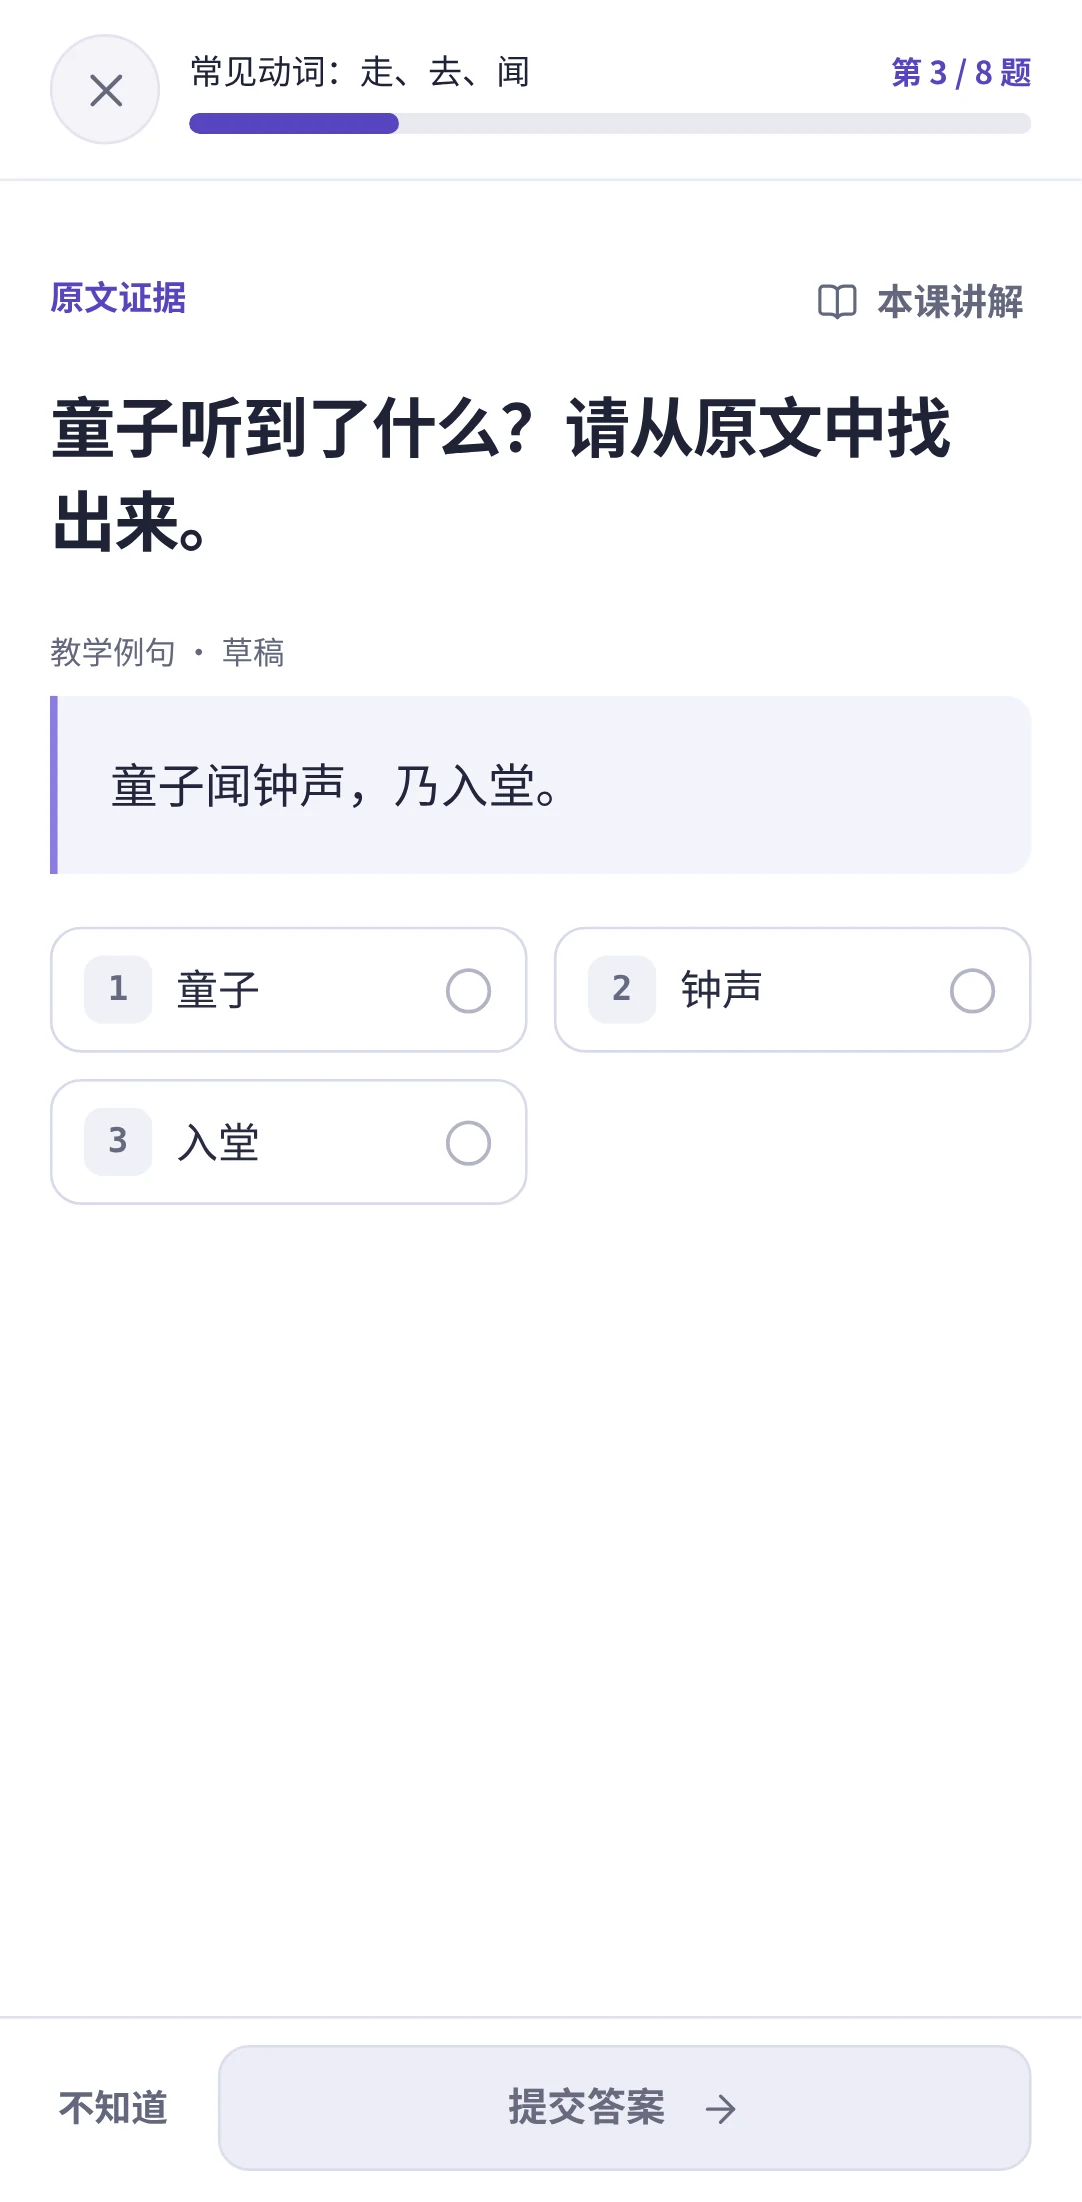 常见动词：走、去、闻
第 3 / 8 题
原文证据
本课讲解
童子听到了什么？请从原文中找
出来。
教学例句 · 草稿
童子闻钟声，乃入堂。
1 童子
2 钟声
3 入堂
不知道
提交答案 →